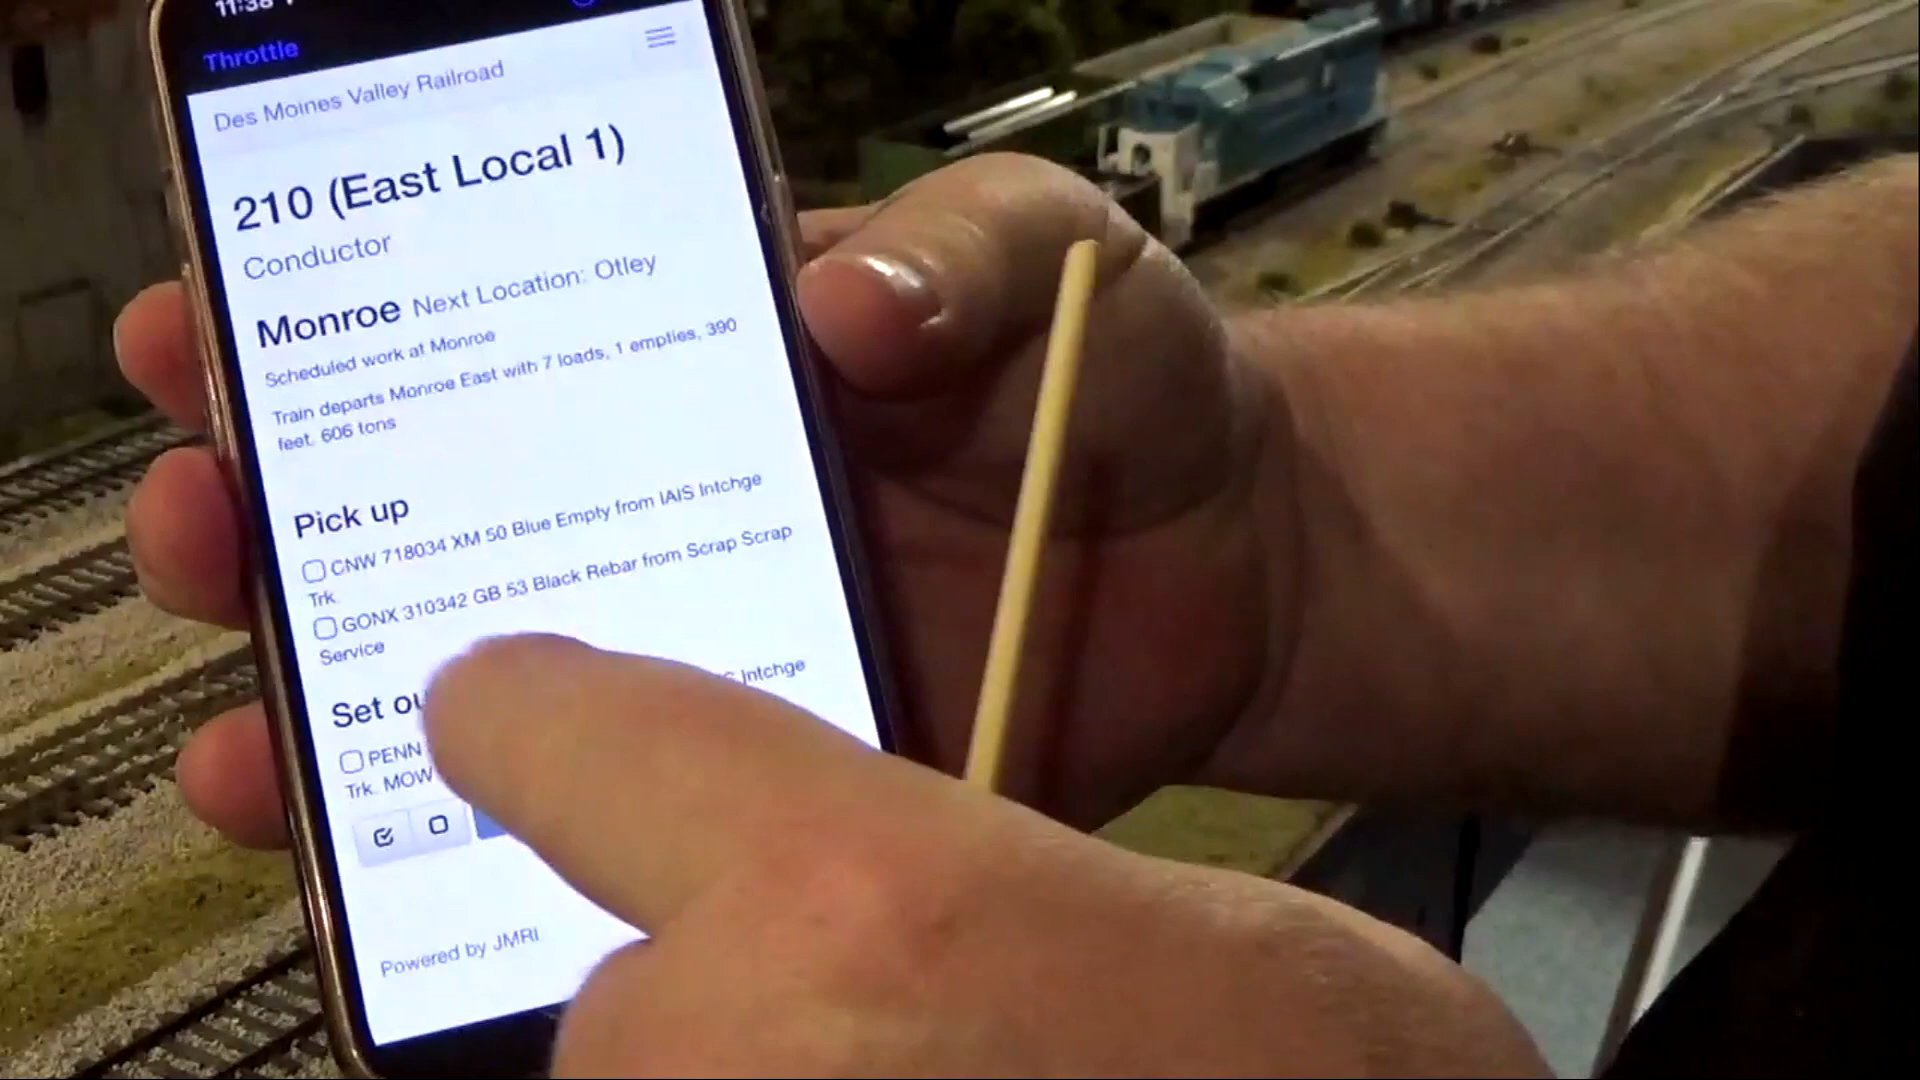 11:38
Throttle
Des Moines Valley Railroad
210 (East Local 1)
Conductor
Monroe Next Location: Otley
Scheduled work at Monroe
Train departs Monroe East with 7 loads, 1 empties, 390
feet, 606 tons
Pick up
CNW 718034 XM 50 Blue Empty from IAIS Intchge
Trk.
GONX 310342 GB 53 Black Rebar from Scrap Scrap
Service
Set
PENN Intchge
Trk. MOW
Powered by JMRI